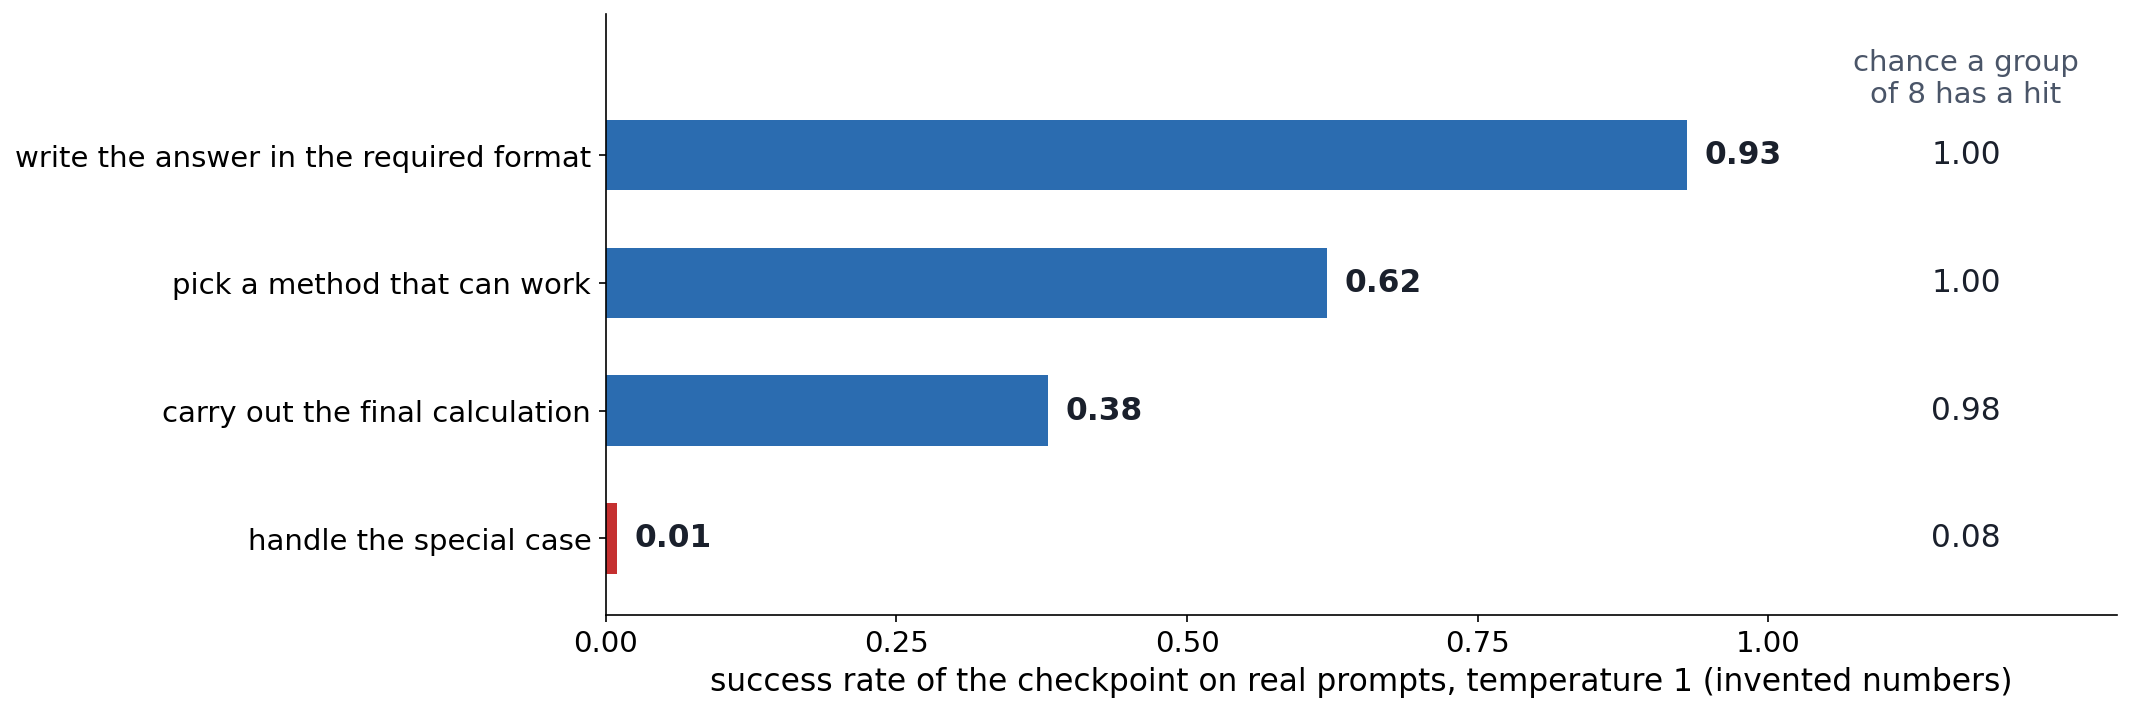 chance a group
of 8 has a hit
write the answer in the required format 0.93 1.00
pick a method that can work 0.62 1.00
carry out the final calculation 0.38 0.98
handle the special case 0.01 0.08
0.00 0.25 0.50 0.75 1.00
success rate of the checkpoint on real prompts, temperature 1 (invented numbers)